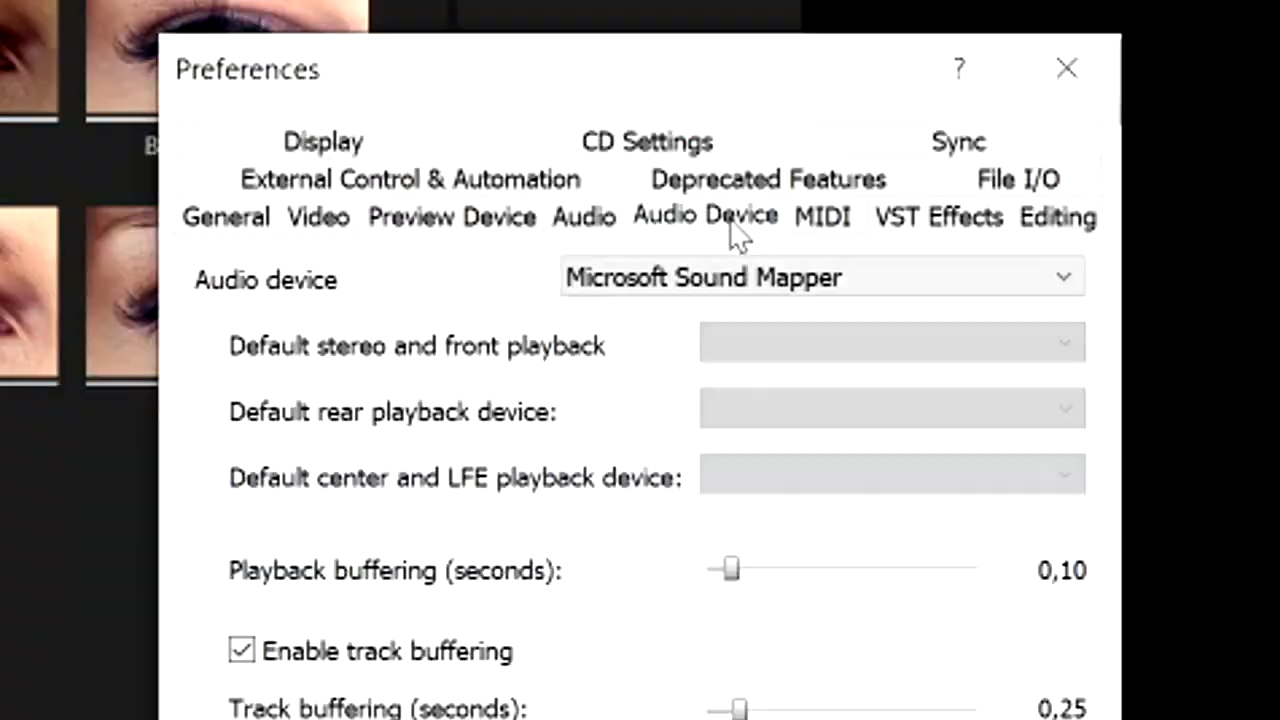 Preferences
?
B
Display CD Settings Sync
External Control & Automation Deprecated Features File I/O
General Video Preview Device Audio Audio Device MIDI VST Effects Editing
Audio device Microsoft Sound Mapper
Default stereo and front playback
Default rear playback device:
Default center and LFE playback device:
Playback buffering (seconds): 0,10
Enable track buffering
Track buffering (seconds): 0,25